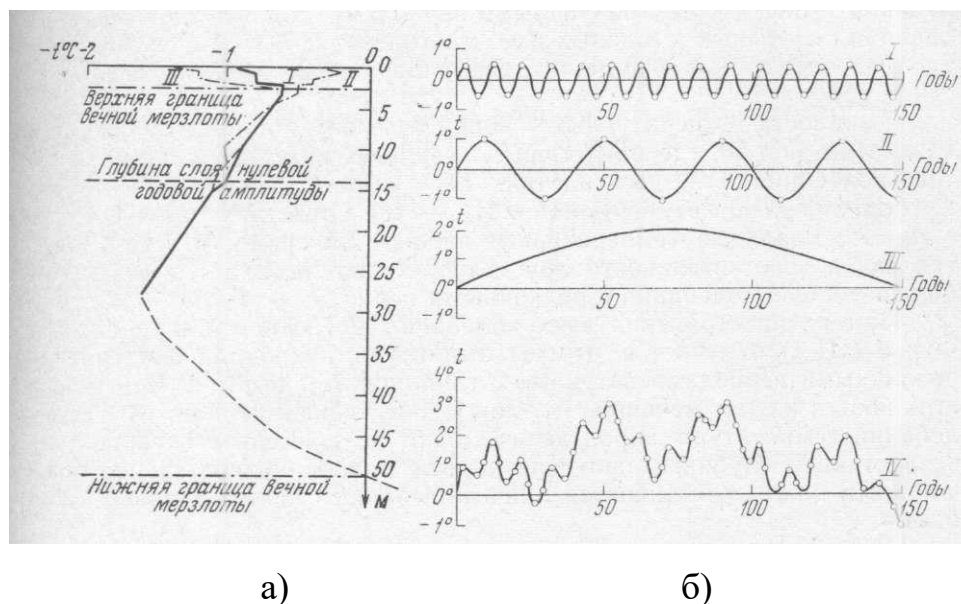 -t°C -2 -1 0
0
III I II
Верхняя граница
вечной мерзлоты
5
10
Глубина слоя нулевой
годовой амплитуды
15
20
25
30
35
40
45
50
Нижняя граница вечной
мерзлоты
м
1° I
0° Годы
-1° 50 100 150
t
1° II
0° Годы
-1° 50 100 150
t
2°
1° III
0° Годы
-1° 50 100 150
t
4°
3°
2°
1° IV
0° Годы
-1° 50 100 150
а) б)